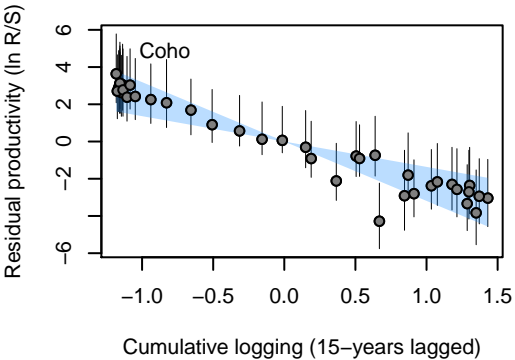 Residual productivity (ln R/S)
6
4
2
0
−2
−6
Coho
−1.0 −0.5 0.0 0.5 1.0 1.5
Cumulative logging (15−years lagged)